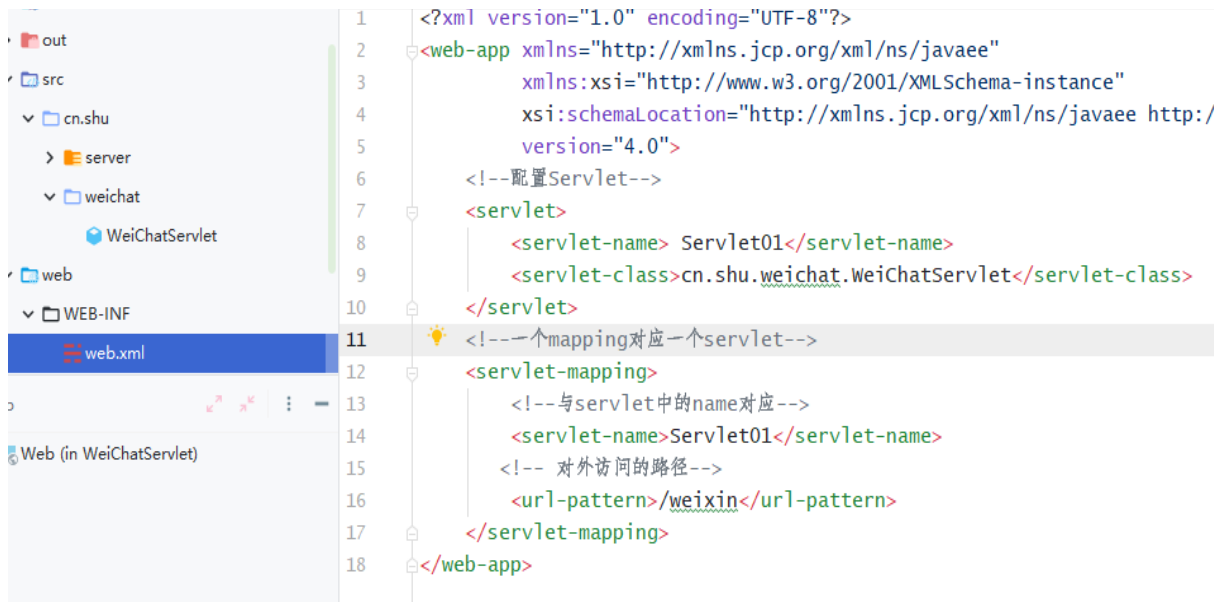 out
src
cn.shu
server
weichat
WeiChatServlet
web
WEB-INF
web.xml
Web (in WeiChatServlet)
1 <?xml version="1.0" encoding="UTF-8"?>
2 <web-app xmlns="http://xmlns.jcp.org/xml/ns/javaee"
3 xmlns:xsi="http://www.w3.org/2001/XMLSchema-instance"
4 xsi:schemaLocation="http://xmlns.jcp.org/xml/ns/javaee http:/
5 version="4.0">
6 <!--配置Servlet-->
7 <servlet>
8 <servlet-name> Servlet01</servlet-name>
9 <servlet-class>cn.shu.weichat.WeiChatServlet</servlet-class>
10 </servlet>
11 <!--一个mapping对应一个servlet-->
12 <servlet-mapping>
13 <!--与servlet中的name对应-->
14 <servlet-name>Servlet01</servlet-name>
15 <!-- 对外访问的路径-->
16 <url-pattern>/weixin</url-pattern>
17 </servlet-mapping>
18 </web-app>